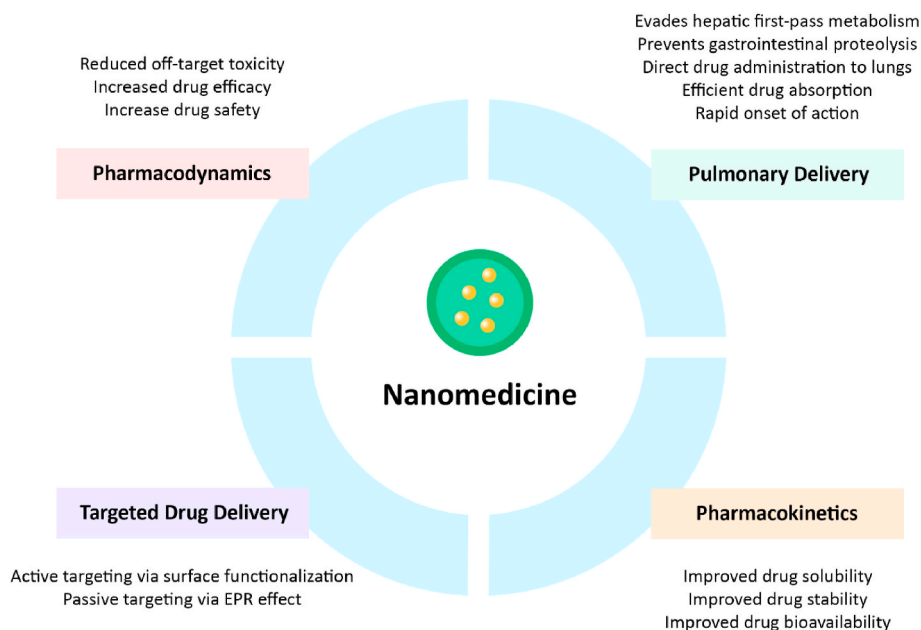 Reduced off-target toxicity
Increased drug efficacy
Increase drug safety
Pharmacodynamics
Evades hepatic first-pass metabolism
Prevents gastrointestinal proteolysis
Direct drug administration to lungs
Efficient drug absorption
Rapid onset of action
Pulmonary Delivery
Nanomedicine
Targeted Drug Delivery
Active targeting via surface functionalization
Passive targeting via EPR effect
Pharmacokinetics
Improved drug solubility
Improved drug stability
Improved drug bioavailability